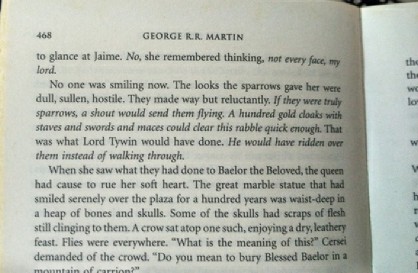 468 GEORGE R.R. MARTIN
to glance at Jaime. No, she remembered thinking, not every face, my
lord.
No one was smiling now. The looks the sparrows gave her were
dull, sullen, hostile. They made way but reluctantly. If they were truly
sparrows, a shout would send them flying. A hundred gold cloaks with
staves and swords and maces could clear this rabble quick enough. That
was what Lord Tywin would have done. He would have ridden over
them instead of walking through.
When she saw what they had done to Baelor the Beloved, the queen
had cause to rue her soft heart. The great marble statue that had
smiled serenely over the plaza for a hundred years was waist-deep in
a heap of bones and skulls. Some of the skulls had scraps of flesh
still clinging to them. A crow sat atop one such, enjoying a dry, leathery
feast. Flies were everywhere. “What is the meaning of this?” Cersei
demanded of the crowd. “Do you mean to bury Blessed Baelor in a
mountain of carrion?”